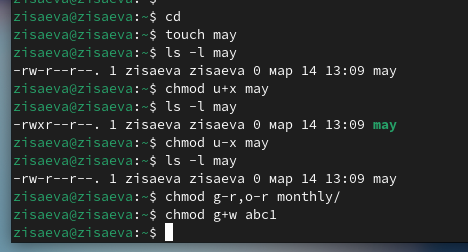 zisaeva@zisaeva:~$
zisaeva@zisaeva:~$ cd
zisaeva@zisaeva:~$ touch may
zisaeva@zisaeva:~$ ls -l may
-rw-r--r--. 1 zisaeva zisaeva 0 мар 14 13:09 may
zisaeva@zisaeva:~$ chmod u+x may
zisaeva@zisaeva:~$ ls -l may
-rwxr--r--. 1 zisaeva zisaeva 0 мар 14 13:09 may
zisaeva@zisaeva:~$ chmod u-x may
zisaeva@zisaeva:~$ ls -l may
-rw-r--r--. 1 zisaeva zisaeva 0 мар 14 13:09 may
zisaeva@zisaeva:~$ chmod g-r,o-r monthly/
zisaeva@zisaeva:~$ chmod g+w abc1
zisaeva@zisaeva:~$